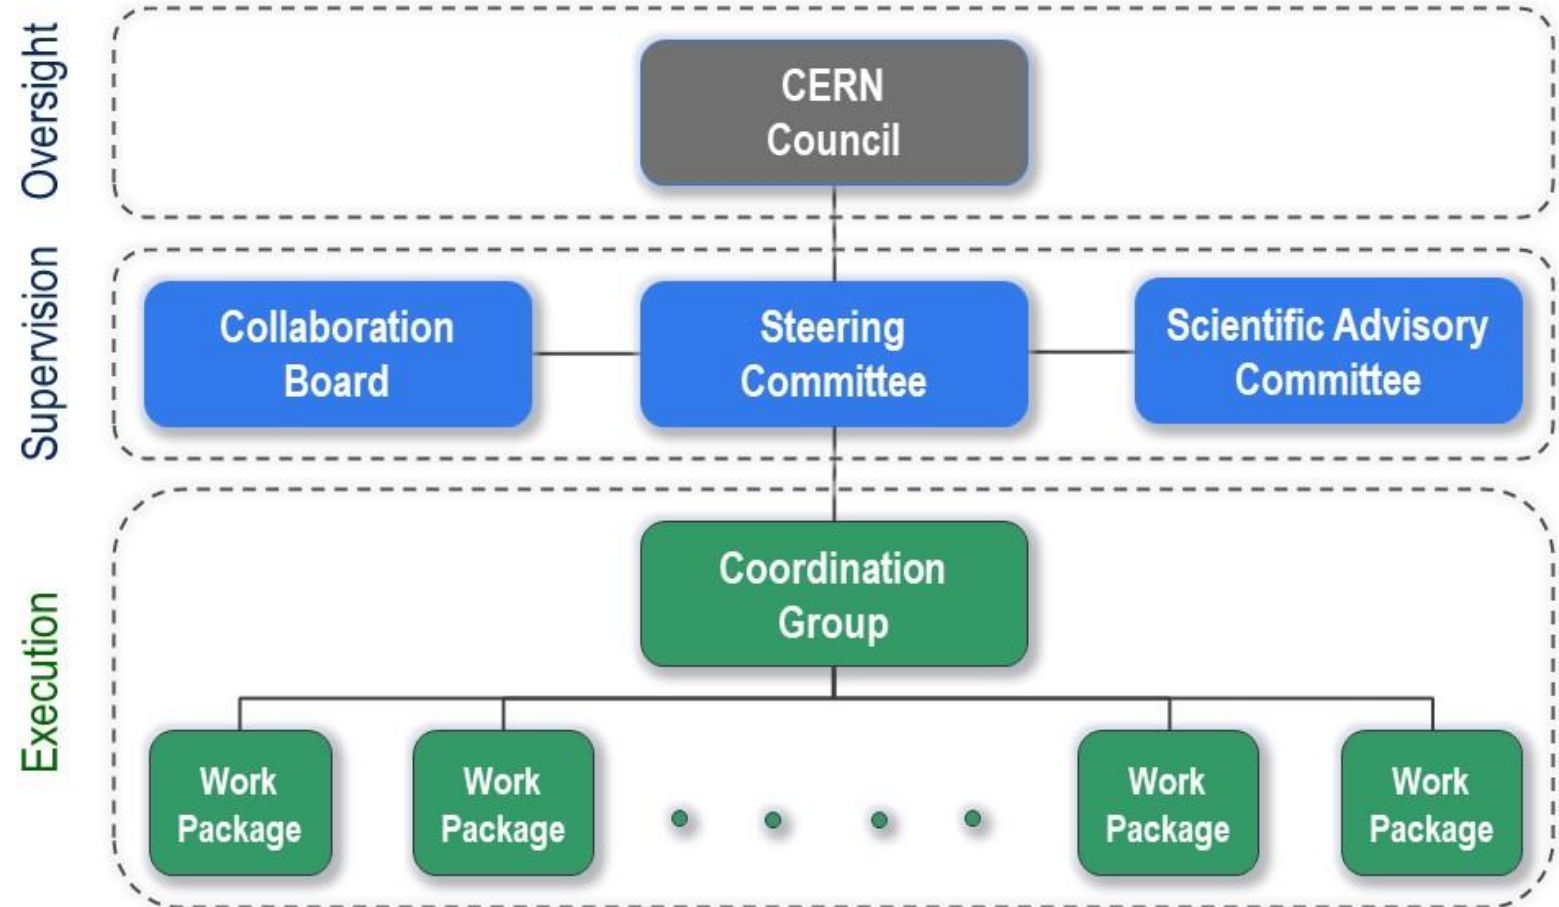 Oversight
CERN
Council
Supervision
Collaboration
Board
Steering
Committee
Scientific Advisory
Committee
Execution
Coordination
Group
Work
Package
Work
Package
Work
Package
Work
Package